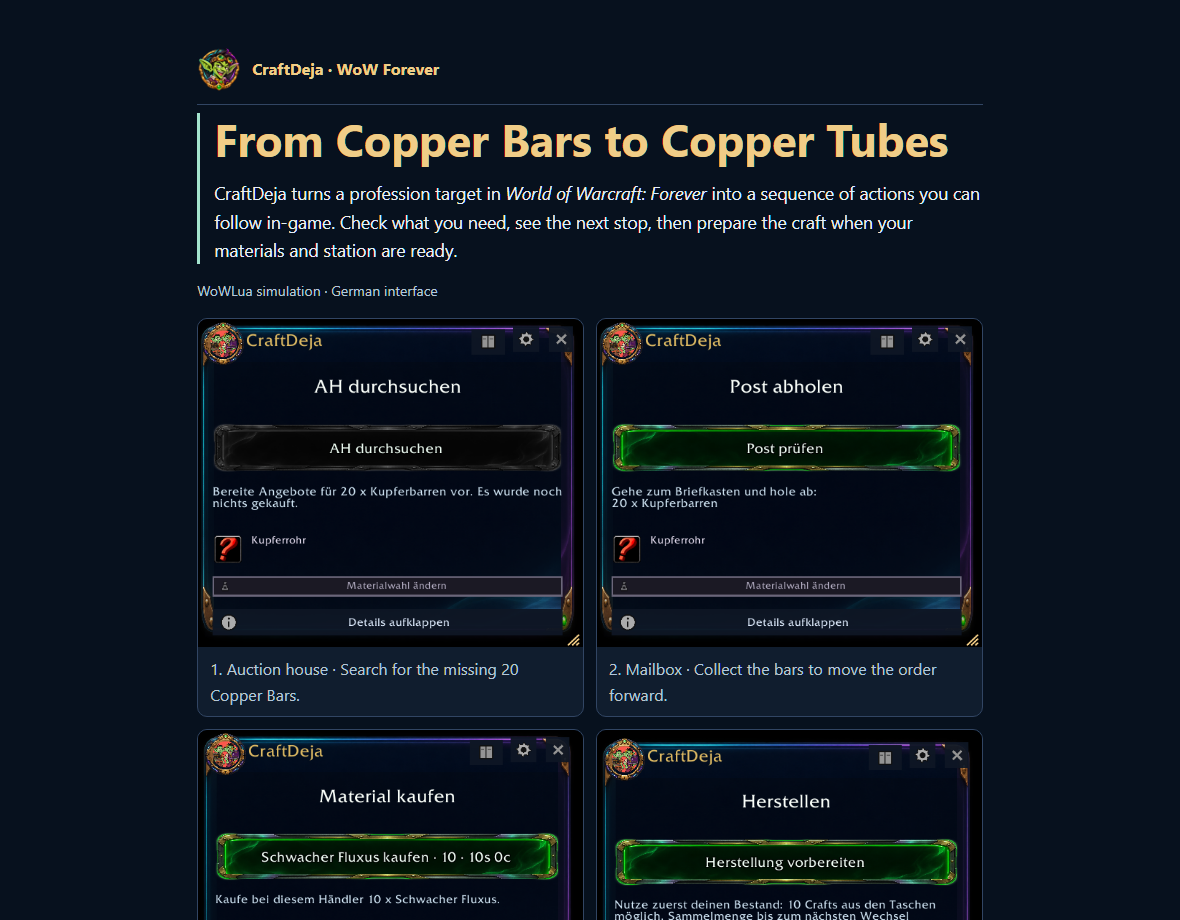 CraftDeja · WoW Forever
From Copper Bars to Copper Tubes
CraftDeja turns a profession target in World of Warcraft: Forever into a sequence of actions you can
follow in-game. Check what you need, see the next stop, then prepare the craft when your
materials and station are ready.
WoWLua simulation · German interface
CraftDeja
AH durchsuchen
AH durchsuchen
Bereite Angebote für 20 x Kupferbarren vor. Es wurde noch
nichts gekauft.
Kupferrohr
Materialwahl ändern
Details aufklappen
1. Auction house · Search for the missing 20
Copper Bars.
CraftDeja
Post abholen
Post prüfen
Gehe zum Briefkasten und hole ab:
20 x Kupferbarren
Kupferrohr
Materialwahl ändern
Details aufklappen
2. Mailbox · Collect the bars to move the order
forward.
CraftDeja
Material kaufen
Schwacher Fluxus kaufen · 10 · 10s 0c
Kaufe bei diesem Händler 10 x Schwacher Fluxus.
CraftDeja
Herstellen
Herstellung vorbereiten
Nutze zuerst deinen Bestand: 10 Crafts aus den Taschen
möglich. Sammelmenge bis zum nächsten Wechsel